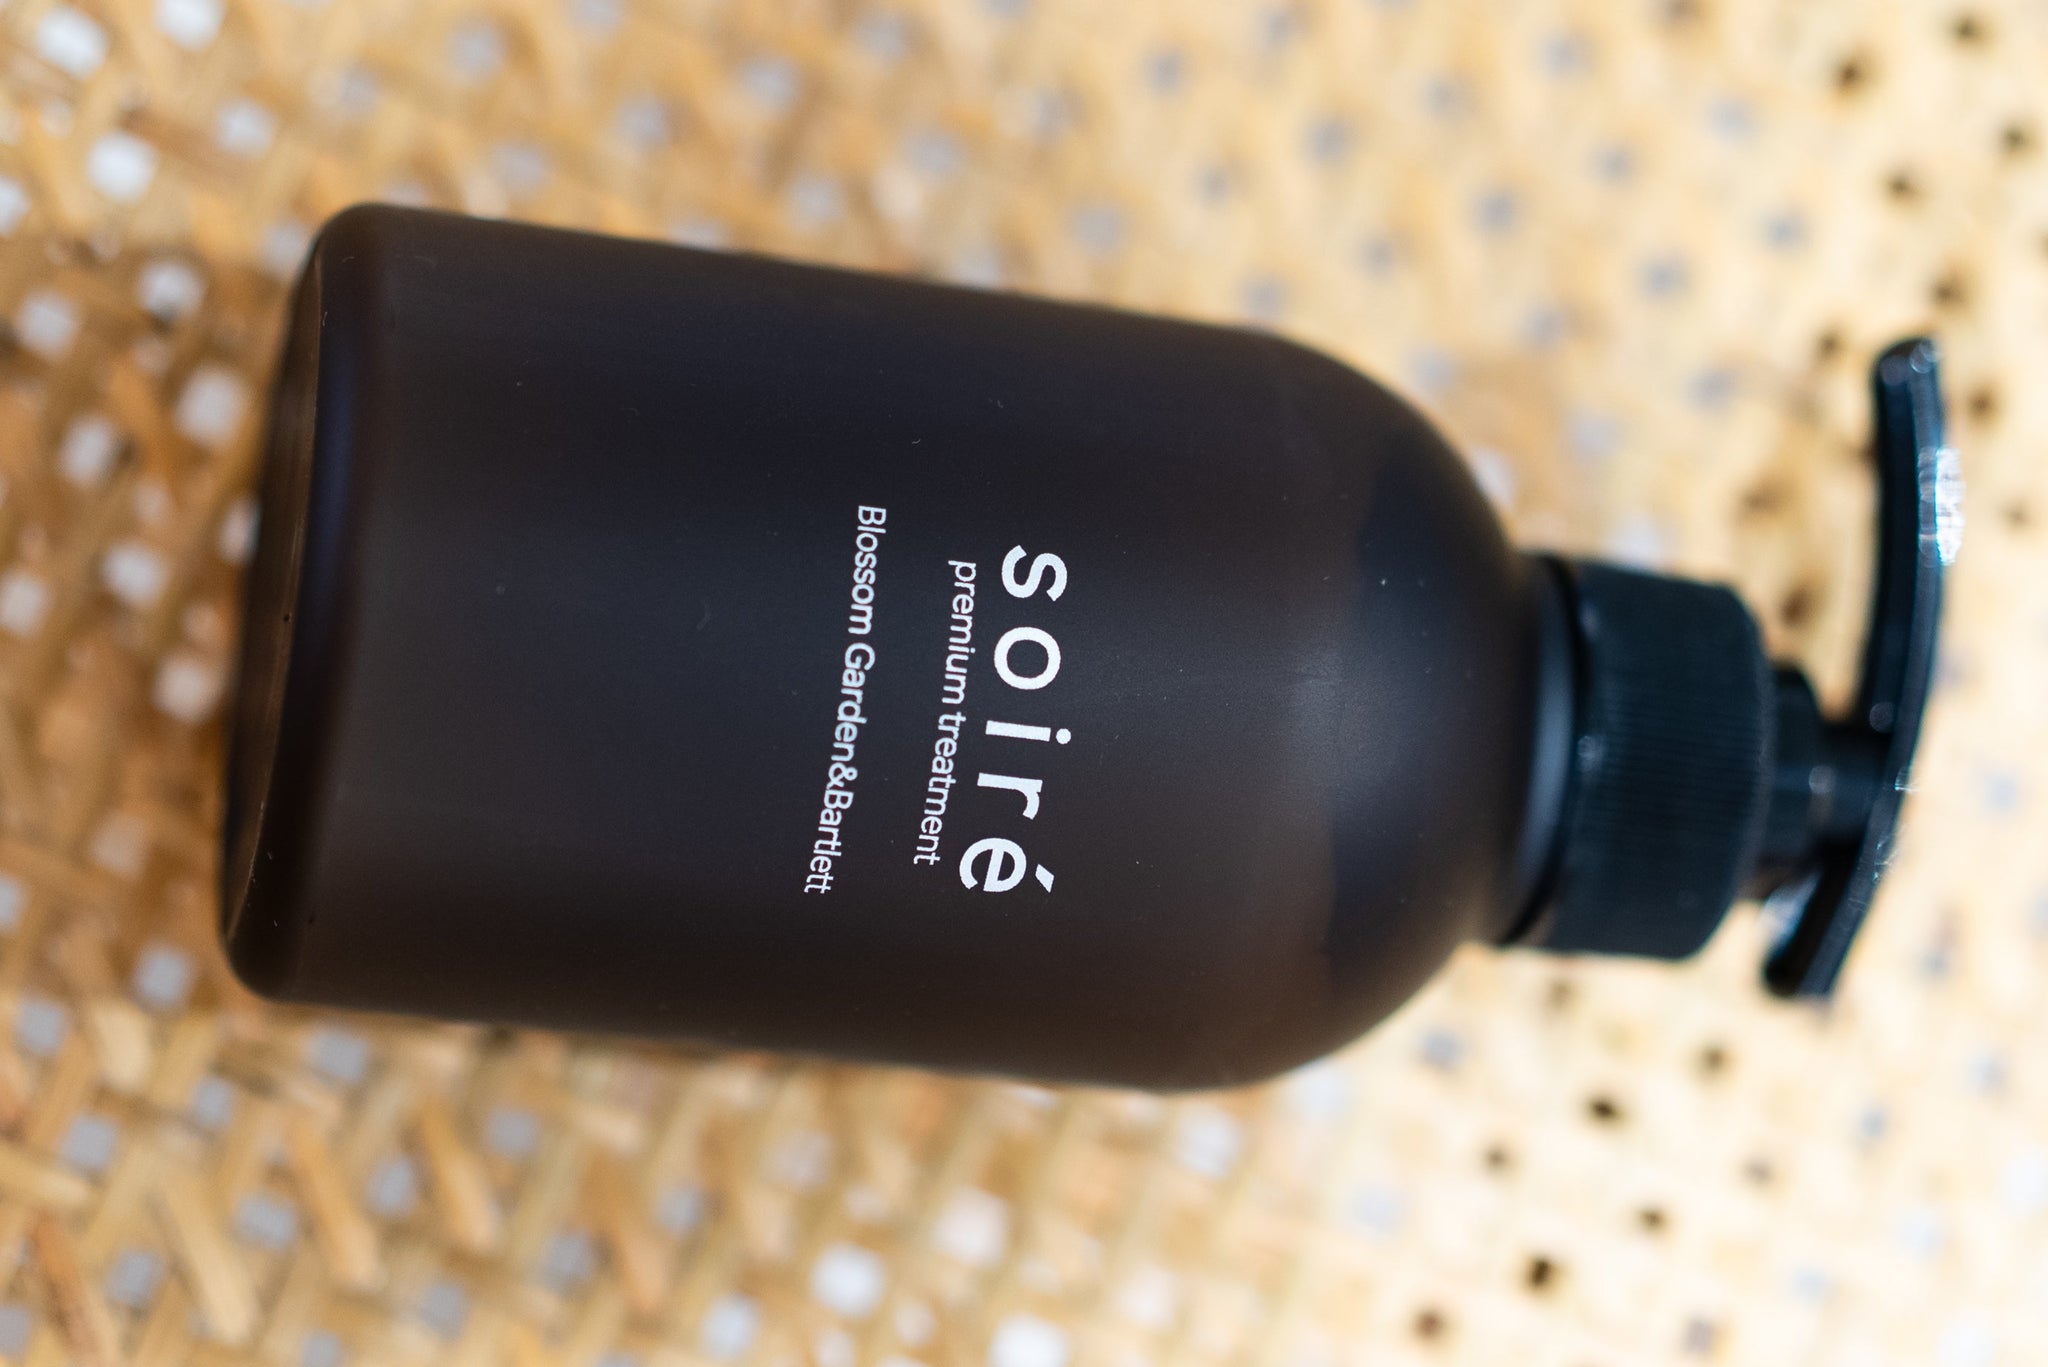 soiré
premium treatment
Blossom Garden&Bartlett